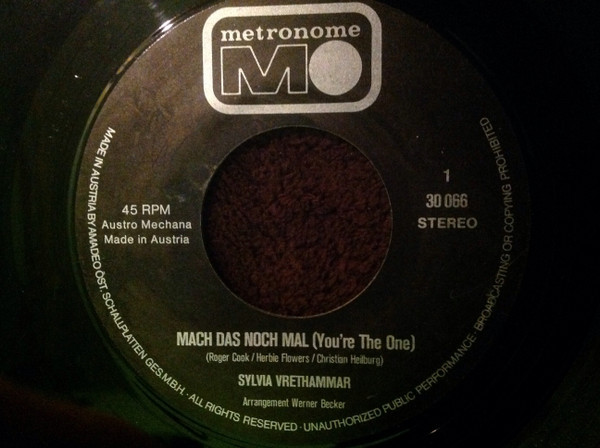 metronome
MO
1
30 066
STEREO
45 RPM
Austro Mechana
Made in Austria
MACH DAS NOCH MAL (You're The One)
(Roger Cook / Herbie Flowers / Christian Heilburg)
SYLVIA VRETHAMMAR
Arrangement Werner Becker
MADE IN AUSTRIA BY AMADEO ÖST. SCHALLPLATTEN GES.M.B.H. · ALL RIGHTS RESERVED · UNAUTHORIZED PUBLIC PERFORMANCE · BROADCASTING OR COPYING PROHIBITED